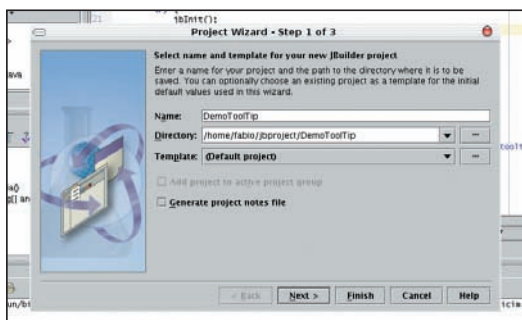 jbInit();
Project Wizard - Step 1 of 3
Select name and template for your new JBuilder project
Enter a name for your project and the path to the directory where it is to be
saved. You can optionally choose an existing project as a template for the initial
default values used in this wizard.
Name: DemoToolTip
Directory: /home/fabio/jbproject/DemoToolTip
Template: (Default project)
Add project to active project group
Generate project notes file
< Back Next > Finish Cancel Help